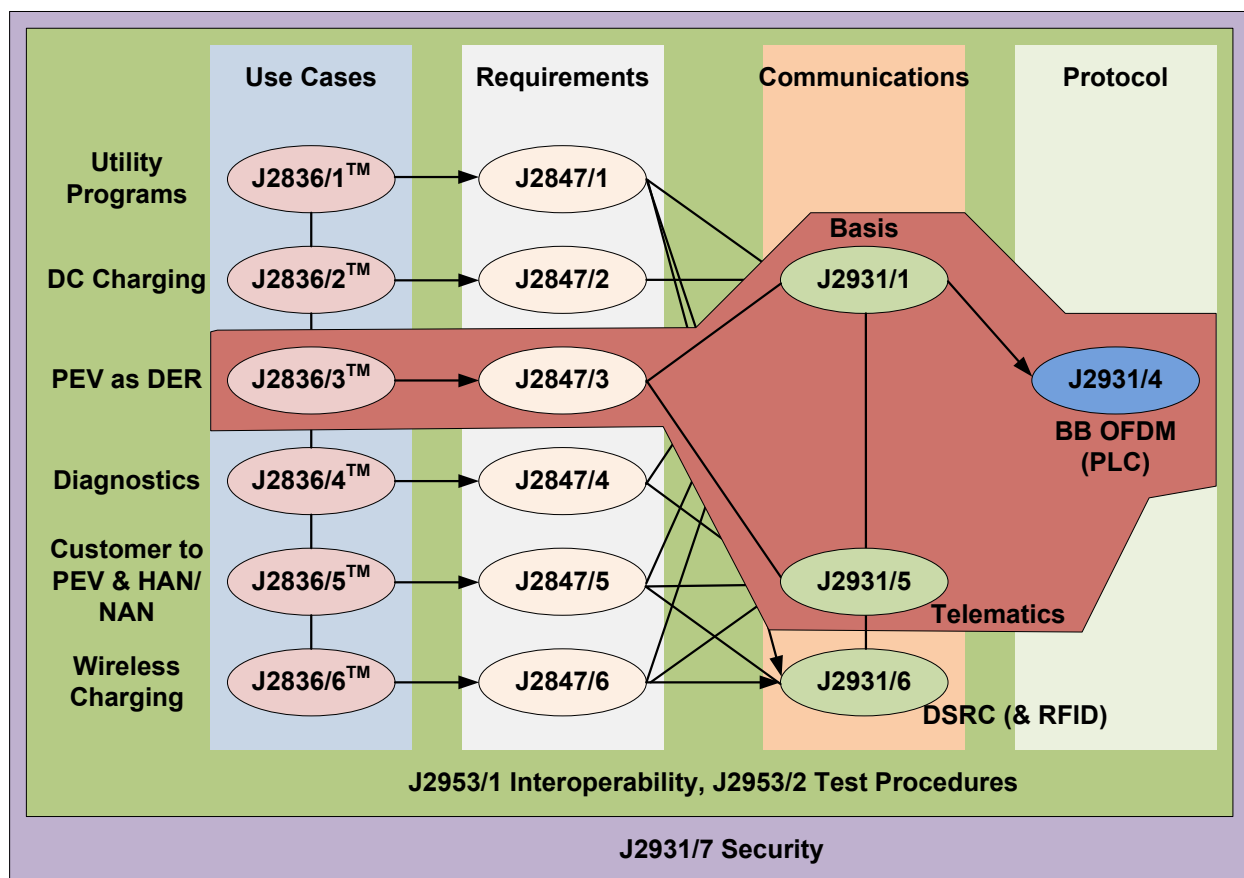 Use Cases
Requirements
Communications
Protocol
Utility
Programs
J2836/1™
J2847/1
Basis
DC Charging
J2836/2™
J2847/2
J2931/1
PEV as DER
J2836/3™
J2847/3
J2931/4
BB OFDM
(PLC)
Diagnostics
J2836/4™
J2847/4
Customer to
PEV & HAN/
NAN
J2836/5™
J2847/5
J2931/5
Telematics
Wireless
Charging
J2836/6™
J2847/6
J2931/6
DSRC (& RFID)
J2953/1 Interoperability, J2953/2 Test Procedures
J2931/7 Security